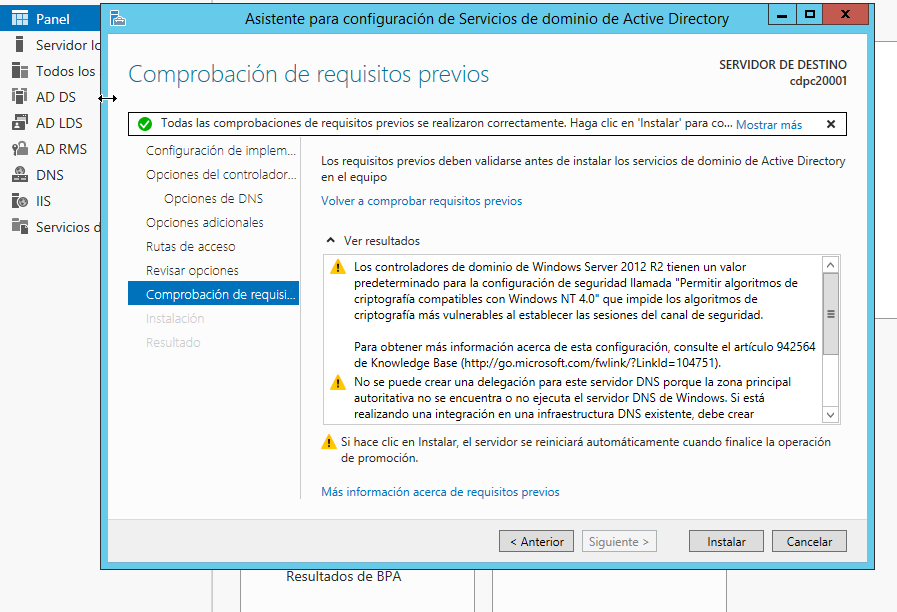 Panel
Servidor lo
Todos los
AD DS
AD LDS
AD RMS
DNS
IIS
Servicios d
Asistente para configuración de Servicios de dominio de Active Directory
Comprobación de requisitos previos
SERVIDOR DE DESTINO
cdpc20001
Todas las comprobaciones de requisitos previos se realizaron correctamente. Haga clic en 'Instalar' para co... Mostrar más
Configuración de implem...
Opciones del controlador...
Opciones de DNS
Opciones adicionales
Rutas de acceso
Revisar opciones
Comprobación de requisi...
Instalación
Resultado
Los requisitos previos deben validarse antes de instalar los servicios de dominio de Active Directory
en el equipo
Volver a comprobar requisitos previos
Ver resultados
Los controladores de dominio de Windows Server 2012 R2 tienen un valor
predeterminado para la configuración de seguridad llamada "Permitir algoritmos de
criptografía compatibles con Windows NT 4.0" que impide los algoritmos de
criptografía más vulnerables al establecer las sesiones del canal de seguridad.
Para obtener más información acerca de esta configuración, consulte el artículo 942564
de Knowledge Base (http://go.microsoft.com/fwlink/?LinkId=104751).
No se puede crear una delegación para este servidor DNS porque la zona principal
autoritativa no se encuentra o no ejecuta el servidor DNS de Windows. Si está
realizando una integración en una infraestructura DNS existente, debe crear
Si hace clic en Instalar, el servidor se reiniciará automáticamente cuando finalice la operación
de promoción.
Más información acerca de requisitos previos
< Anterior
Siguiente >
Instalar
Cancelar
Resultados de BPA